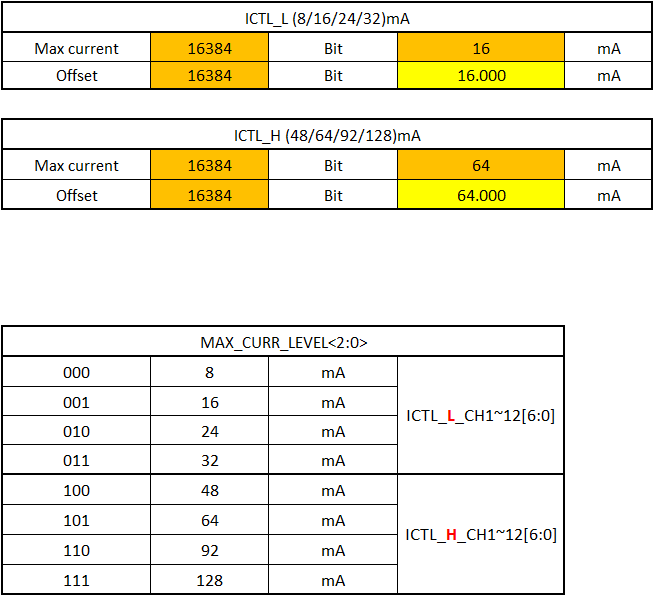 ICTL_L (8/16/24/32)mA
Max current 16384 Bit 16 mA
Offset 16384 Bit 16.000 mA
ICTL_H (48/64/92/128)mA
Max current 16384 Bit 64 mA
Offset 16384 Bit 64.000 mA
MAX_CURR_LEVEL<2:0>
000 8 mA
001 16 mA
ICTL_L_CH1~12[6:0]
010 24 mA
011 32 mA
100 48 mA
101 64 mA
ICTL_H_CH1~12[6:0]
110 92 mA
111 128 mA